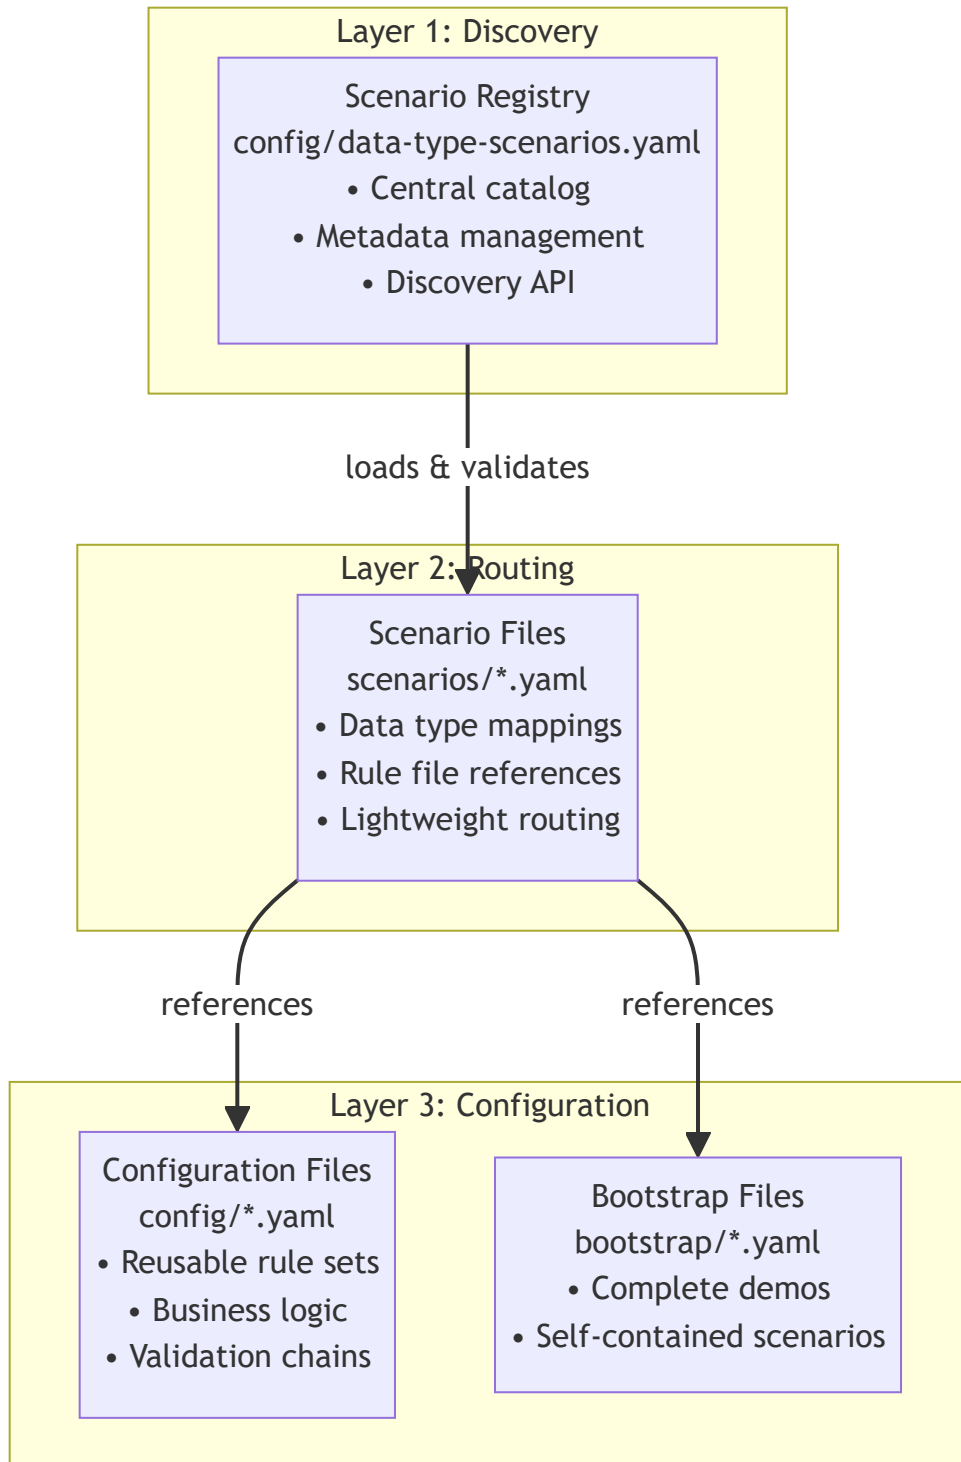 Layer 1: Discovery
Scenario Registry
config/data-type-scenarios.yaml
• Central catalog
• Metadata management
• Discovery API
loads & validates
Layer 2: Routing
Scenario Files
scenarios/*.yaml
• Data type mappings
• Rule file references
• Lightweight routing
references
references
Layer 3: Configuration
Configuration Files
config/*.yaml
• Reusable rule sets
• Business logic
• Validation chains
Bootstrap Files
bootstrap/*.yaml
• Complete demos
• Self-contained scenarios